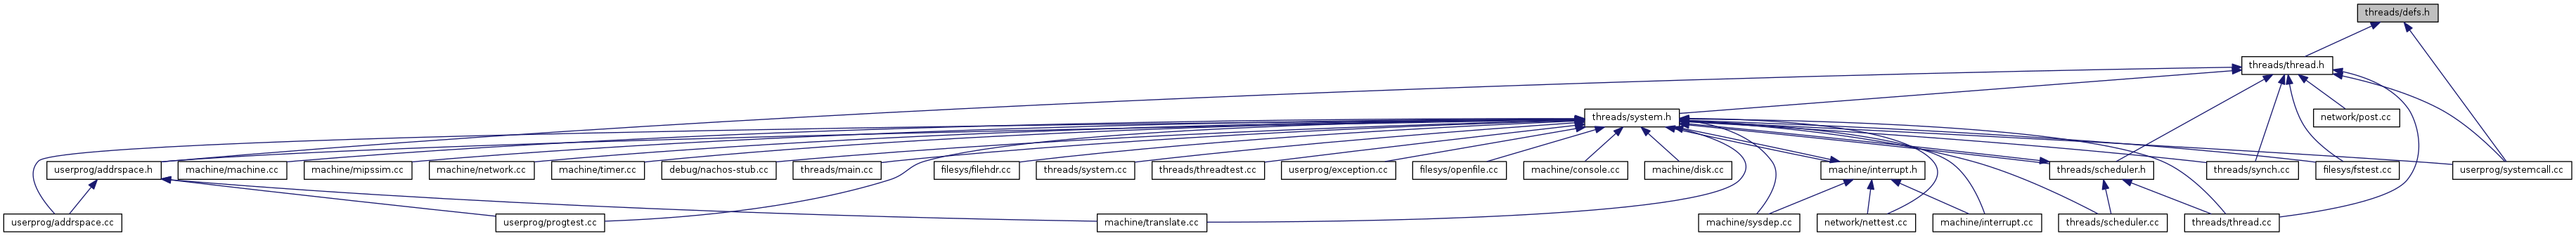 threads/defs.h
threads/thread.h
threads/system.h
network/post.cc
userprog/addrspace.h
machine/machine.cc
machine/mipssim.cc
machine/network.cc
machine/timer.cc
debug/nachos-stub.cc
threads/main.cc
filesys/filehdr.cc
threads/system.cc
threads/threadtest.cc
userprog/exception.cc
filesys/openfile.cc
machine/console.cc
machine/disk.cc
machine/interrupt.h
threads/scheduler.h
threads/synch.cc
filesys/fstest.cc
userprog/systemcall.cc
userprog/addrspace.cc
userprog/progtest.cc
machine/translate.cc
machine/sysdep.cc
network/nettest.cc
machine/interrupt.cc
threads/scheduler.cc
threads/thread.cc